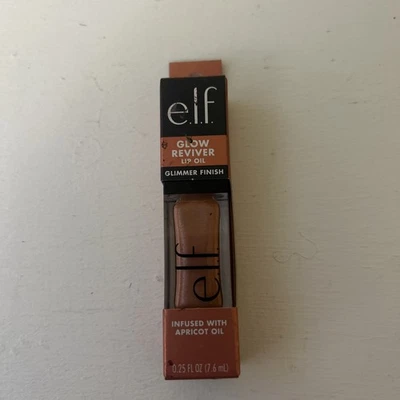 e.l.f.
GLOW
REVIVER
LIP OIL
GLIMMER FINISH
e.l.f.
INFUSED WITH
APRICOT OIL
0.25 FL OZ (7.6 mL)